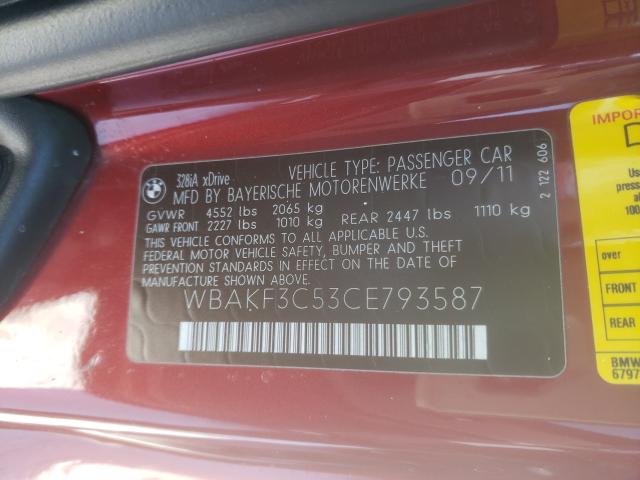 328iA xDrive
VEHICLE TYPE: PASSENGER CAR
MFD BY BAYERISCHE MOTORENWERKE 09/11
GVWR 4552 lbs 2065 kg
GAWR FRONT 2227 lbs 1010 kg REAR 2447 lbs 1110 kg
THIS VEHICLE CONFORMS TO ALL APPLICABLE U.S.
FEDERAL MOTOR VEHICLE SAFETY, BUMPER AND THEFT
PREVENTION STANDARDS IN EFFECT ON THE DATE OF
MANUFACTURE SHOWN ABOVE.
WBAKF3C53CE793587
2 122 606
over
FRONT
REAR
BMW